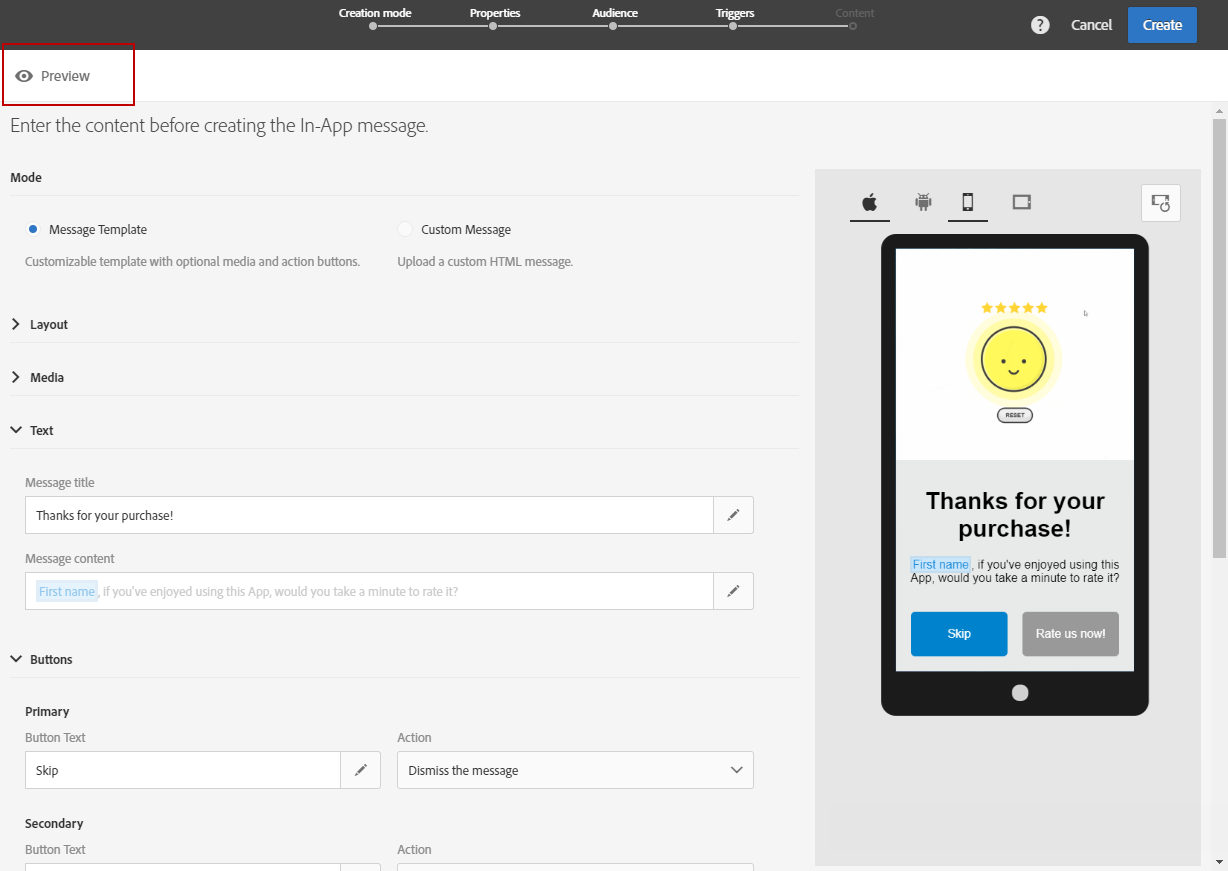 Creation mode
Properties
Audience
Triggers
Content
?
Cancel
Create
Preview
Enter the content before creating the In-App message.
Mode
Message Template
Custom Message
Customizable template with optional media and action buttons.
Upload a custom HTML message.
Layout
Media
Text
Message title
Thanks for your purchase!
Message content
First name, if you've enjoyed using this App, would you take a minute to rate it?
Buttons
Primary
Button Text
Action
Skip
Dismiss the message
Secondary
Button Text
Action
RESET
Thanks for your
purchase!
First name, if you've enjoyed using this
App, would you take a minute to rate it?
Skip
Rate us now!